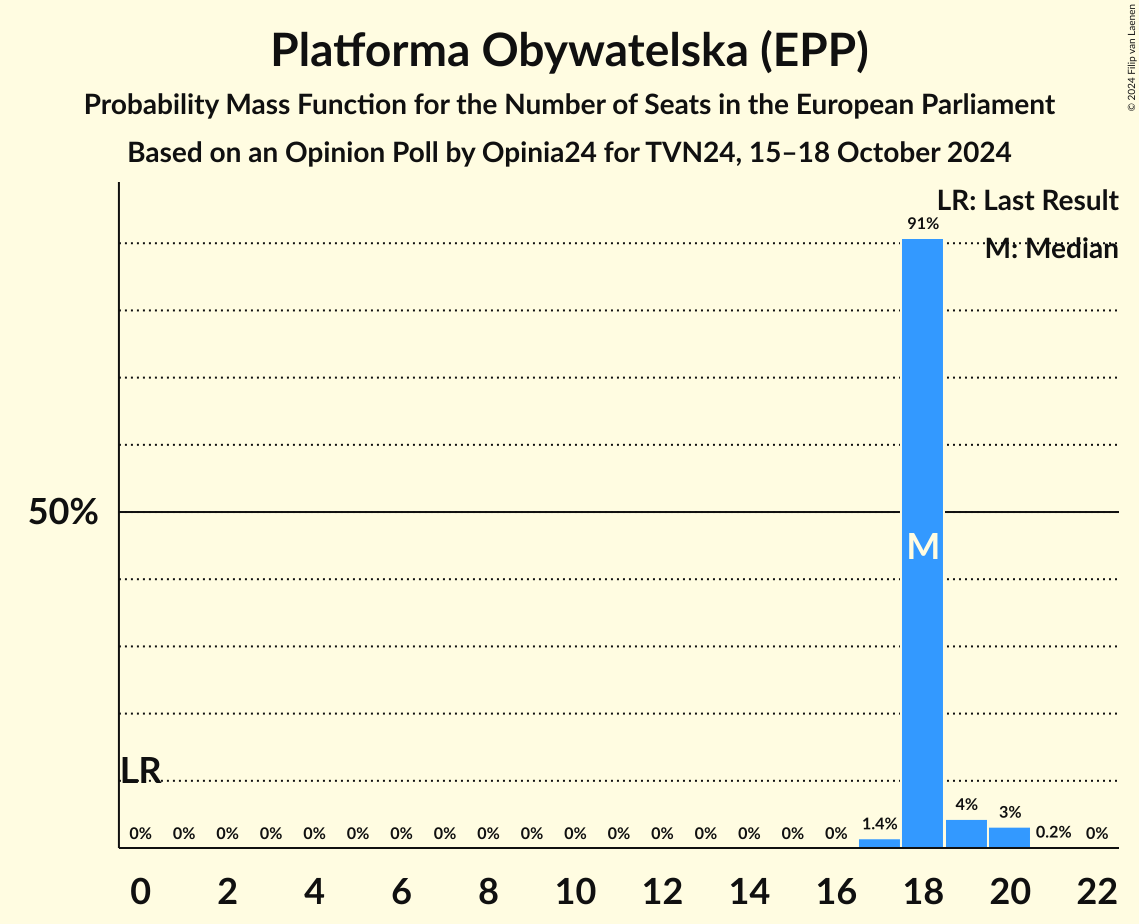 Platforma Obywatelska (EPP)
Probability Mass Function for the Number of Seats in the European Parliament
Based on an Opinion Poll by Opinia24 for TVN24, 15–18 October 2024
© 2024 Filip van Laenen
LR: Last Result
M: Median
91%
50%
M
LR
0% 0% 0% 0% 0% 0% 0% 0% 0% 0% 0% 0% 0% 0% 0% 0% 0% 1.4% 4% 3% 0.2% 0%
0 2 4 6 8 10 12 14 16 18 20 22